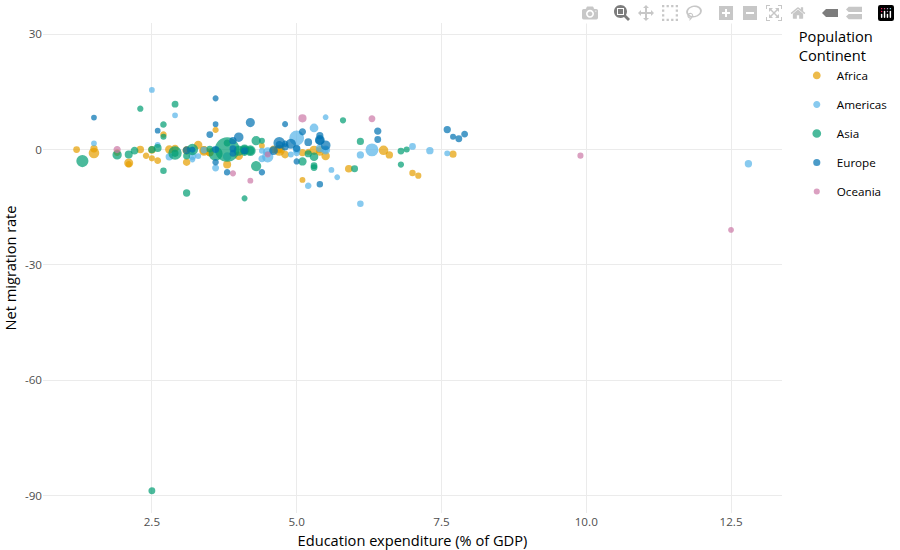 Population
Continent
Africa
Americas
Asia
Europe
Oceania
30
0
-30
-60
-90
Net migration rate
2.5 5.0 7.5 10.0 12.5
Education expenditure (% of GDP)